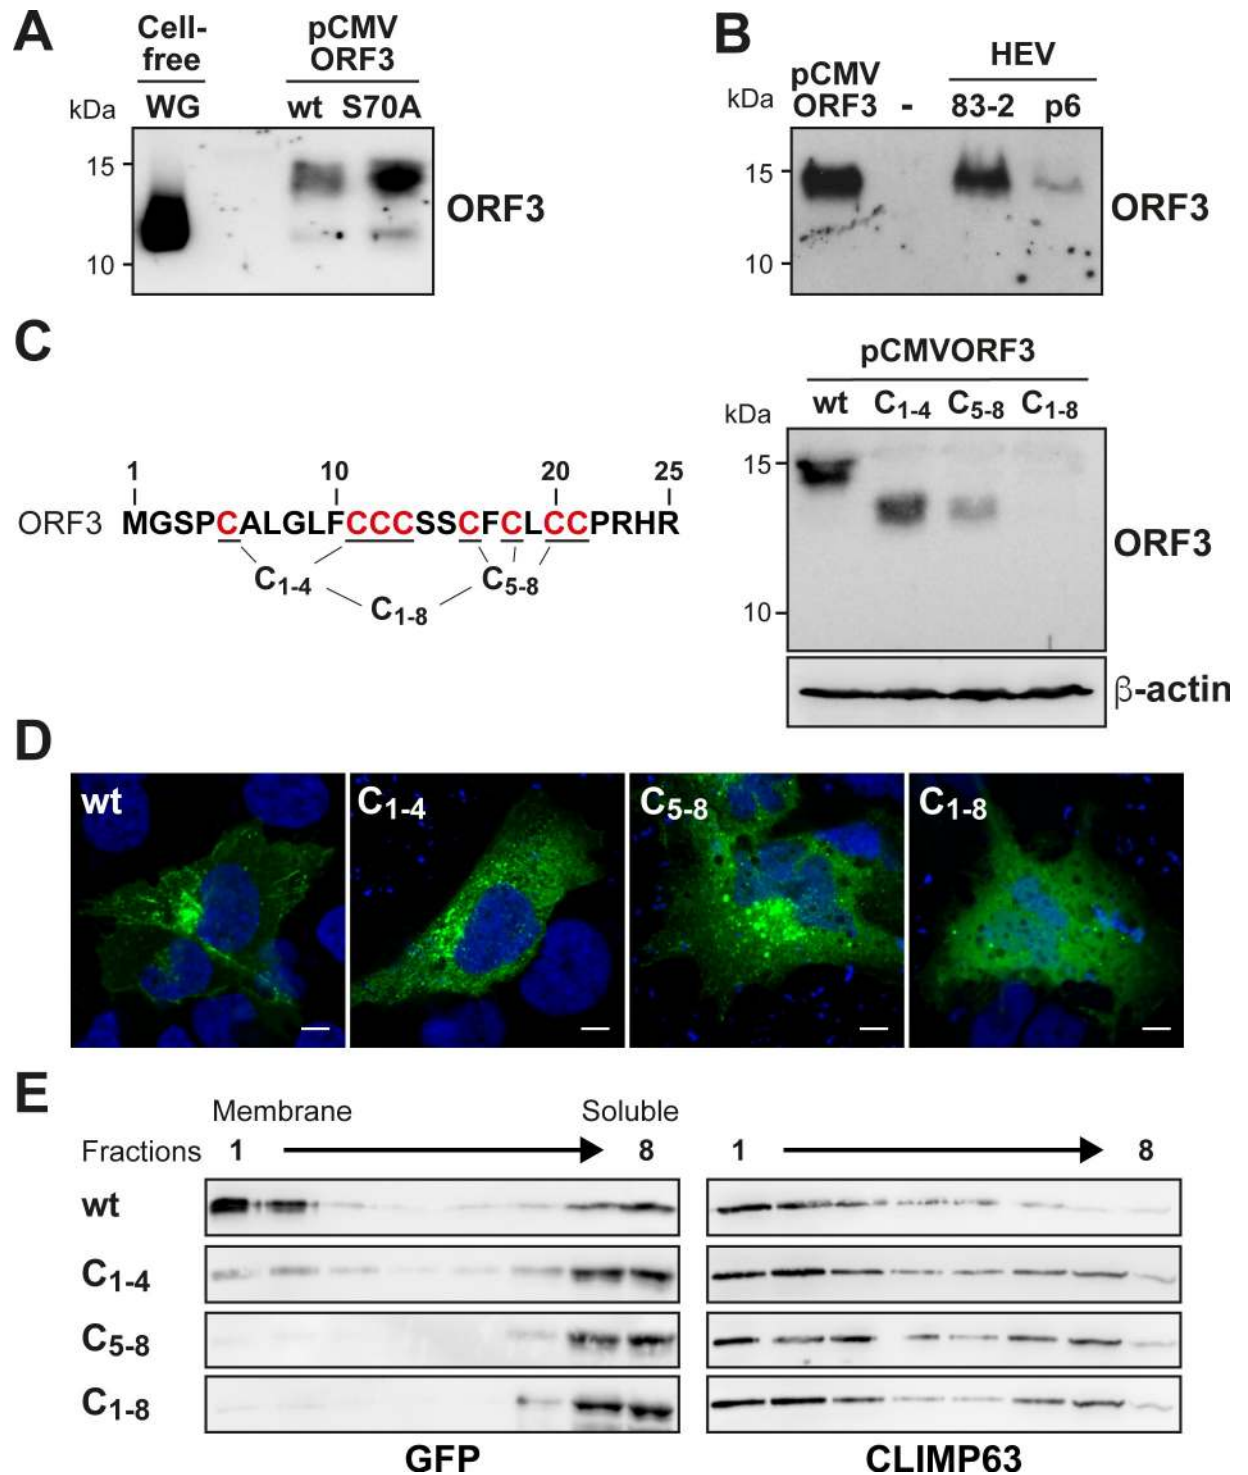 A
Cell-
free
pCMV
ORF3
kDa
WG
wt
S70A
15
10
ORF3
B
pCMV
ORF3
HEV
kDa
-
83-2
p6
15
10
ORF3
C
1
10
20
25
ORF3 MGSPCALGLFCCCSSCFCLCCPRHR
C1-4
C5-8
C1-8
pCMVORF3
kDa
wt
C1-4
C5-8
C1-8
15
10
ORF3
β-actin
D
wt
C1-4
C5-8
C1-8
E
Membrane
Soluble
Fractions
1
8
1
8
wt
C1-4
C5-8
C1-8
GFP
CLIMP63